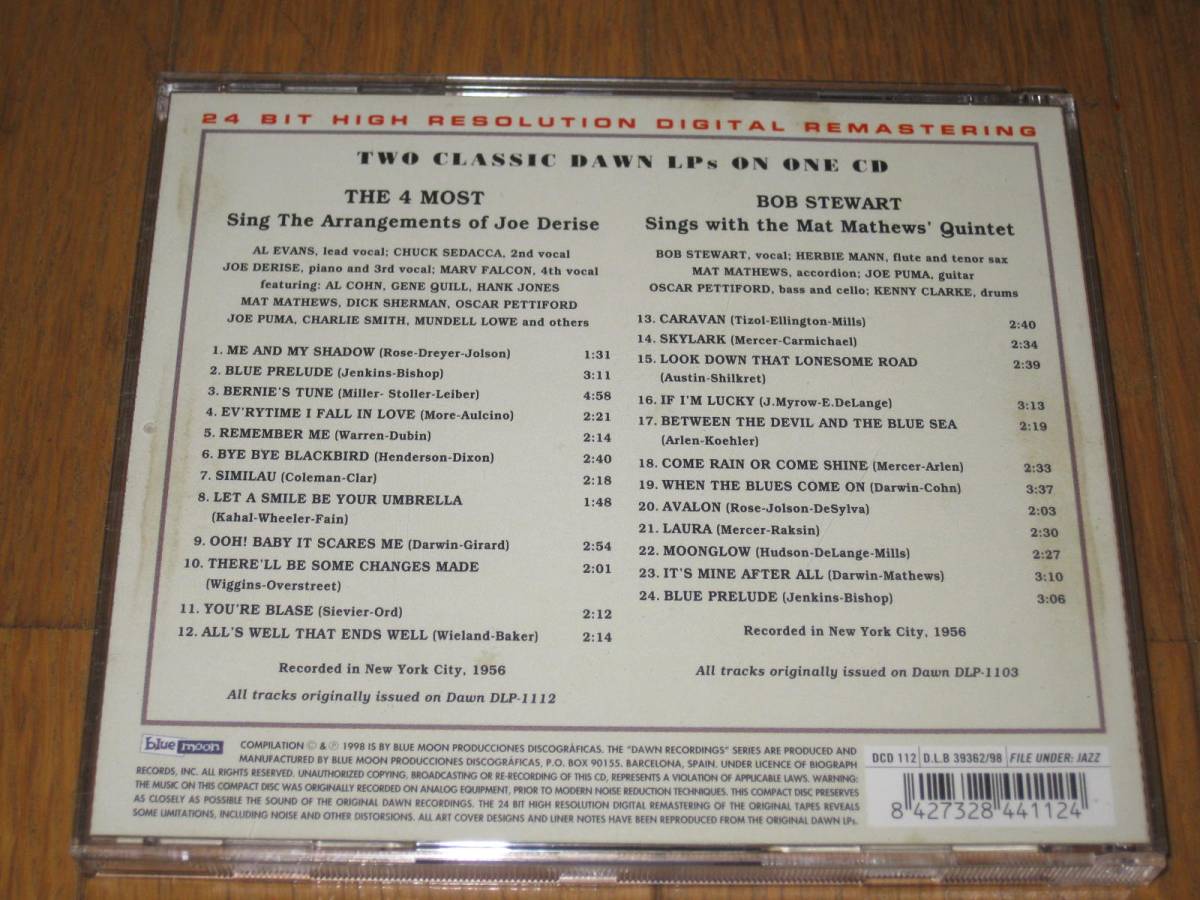 24 BIT HIGH RESOLUTION DIGITAL REMASTERING
TWO CLASSIC DAWN LPs ON ONE CD
THE 4 MOST
Sing The Arrangements of Joe Derise
AL EVANS, lead vocal; CHUCK SEDACCA, 2nd vocal
JOE DERISE, piano and 3rd vocal; MARV FALCON, 4th vocal
featuring: AL COHN, GENE QUILL, HANK JONES
MAT MATHEWS, DICK SHERMAN, OSCAR PETTIFORD
JOE PUMA, CHARLIE SMITH, MUNDELL LOWE and others
1. ME AND MY SHADOW (Rose-Dreyer-Jolson) 1:31
2. BLUE PRELUDE (Jenkins-Bishop) 3:11
3. BERNIE'S TUNE (Miller- Stoller-Leiber) 4:58
4. EV'RYTIME I FALL IN LOVE (More-Aulcino) 2:21
5. REMEMBER ME (Warren-Dubin) 2:14
6. BYE BYE BLACKBIRD (Henderson-Dixon) 2:40
7. SIMILAU (Coleman-Clar) 2:18
8. LET A SMILE BE YOUR UMBRELLA 1:48
(Kahal-Wheeler-Fain)
9. OOH! BABY IT SCARES ME (Darwin-Girard) 2:54
10. THERE'LL BE SOME CHANGES MADE 2:01
(Wiggins-Overstreet)
11. YOU'RE BLASE (Sievier-Ord) 2:12
12. ALL'S WELL THAT ENDS WELL (Wieland-Baker) 2:14
Recorded in New York City, 1956
All tracks originally issued on Dawn DLP-1112
BOB STEWART
Sings with the Mat Mathews' Quintet
BOB STEWART, vocal; HERBIE MANN, flute and tenor sax
MAT MATHEWS, accordion; JOE PUMA, guitar
OSCAR PETTIFORD, bass and cello; KENNY CLARKE, drums
13. CARAVAN (Tizol-Ellington-Mills) 2:40
14. SKYLARK (Mercer-Carmichael) 2:34
15. LOOK DOWN THAT LONESOME ROAD 2:39
(Austin-Shilkret)
16. IF I'M LUCKY (J.Myrow-E.DeLange) 3:13
17. BETWEEN THE DEVIL AND THE BLUE SEA 2:19
(Arlen-Koehler)
18. COME RAIN OR COME SHINE (Mercer-Arlen) 2:33
19. WHEN THE BLUES COME ON (Darwin-Cohn) 3:37
20. AVALON (Rose-Jolson-DeSylva) 2:03
21. LAURA (Mercer-Raksin) 2:30
22. MOONGLOW (Hudson-DeLange-Mills) 2:27
23. IT'S MINE AFTER ALL (Darwin-Mathews) 3:10
24. BLUE PRELUDE (Jenkins-Bishop) 3:06
Recorded in New York City, 1956
All tracks originally issued on Dawn DLP-1103
blue moon
COMPILATION © & ℗ 1998 IS BY BLUE MOON PRODUCCIONES DISCOGRÁFICAS. THE "DAWN RECORDINGS" SERIES ARE PRODUCED AND
MANUFACTURED BY BLUE MOON PRODUCCIONES DISCOGRÁFICAS, P.O. BOX 90155. BARCELONA, SPAIN. UNDER LICENCE OF BIOGRAPH
RECORDS, INC. ALL RIGHTS RESERVED. UNAUTHORIZED COPYING, BROADCASTING OR RE-RECORDING OF THIS CD, REPRESENTS A VIOLATION OF APPLICABLE LAWS. WARNING:
THE MUSIC ON THIS COMPACT DISC WAS ORIGINALLY RECORDED ON ANALOG EQUIPMENT, PRIOR TO MODERN NOISE REDUCTION TECHNIQUES. THIS COMPACT DISC PRESERVES
AS CLOSELY AS POSSIBLE THE SOUND OF THE ORIGINAL DAWN RECORDINGS. THE 24 BIT HIGH RESOLUTION DIGITAL REMASTERING OF THE ORIGINAL TAPES REVEALS
SOME LIMITATIONS, INCLUDING NOISE AND OTHER DISTORSIONS. ALL ART COVER DESIGNS AND LINER NOTES HAVE BEEN REPRODUCED FROM THE ORIGINAL DAWN LPs.
DCD 112 D.L.B 39362/98 FILE UNDER: JAZZ
8 427328 441124